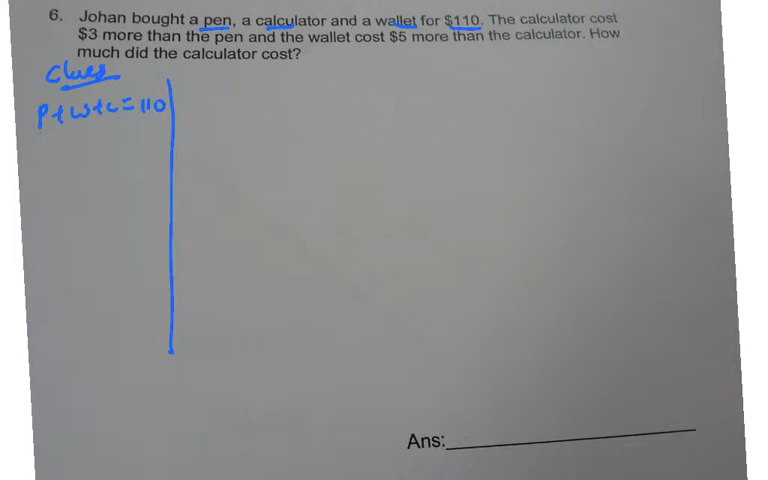 6. Johan bought a pen, a calculator and a wallet for $110. The calculator cost
$3 more than the pen and the wallet cost $5 more than the calculator. How
much did the calculator cost?
Clues
P+W+C=110
Ans: